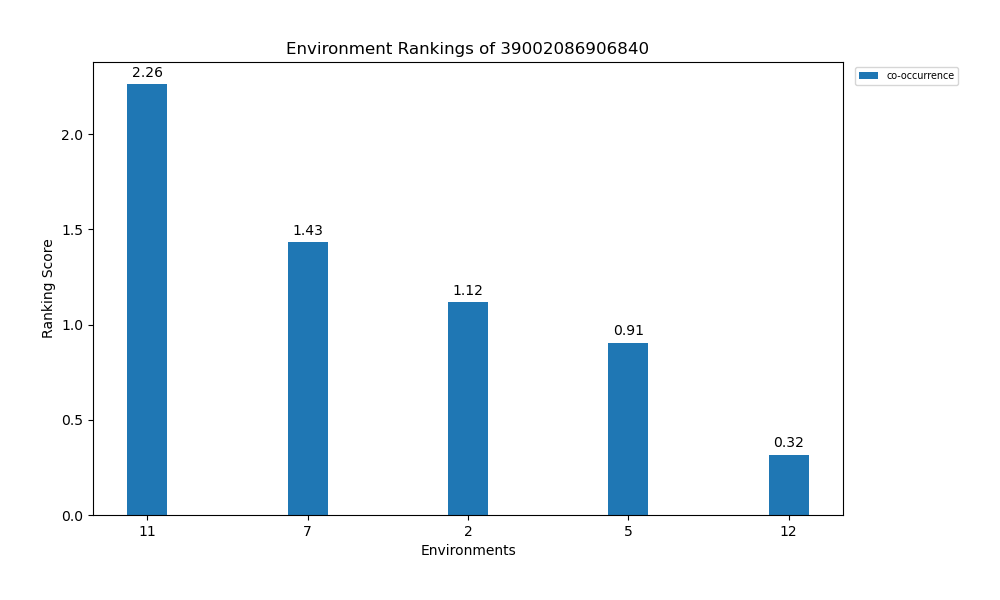 Environment Rankings of 39002086906840
co-occurrence
2.26
1.43
1.12
0.91
0.32
Ranking Score
2.0
1.5
1.0
0.5
0.0
11 7 2 5 12
Environments